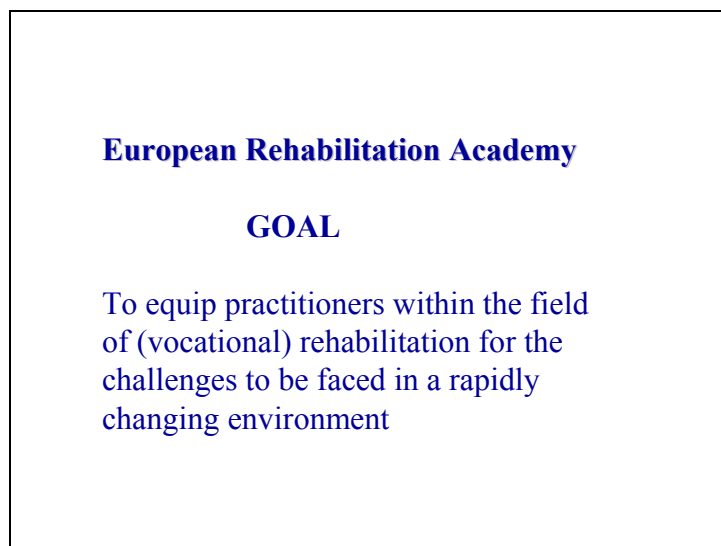 European Rehabilitation Academy
GOAL
To equip practitioners within the field
of (vocational) rehabilitation for the
challenges to be faced in a rapidly
changing environment